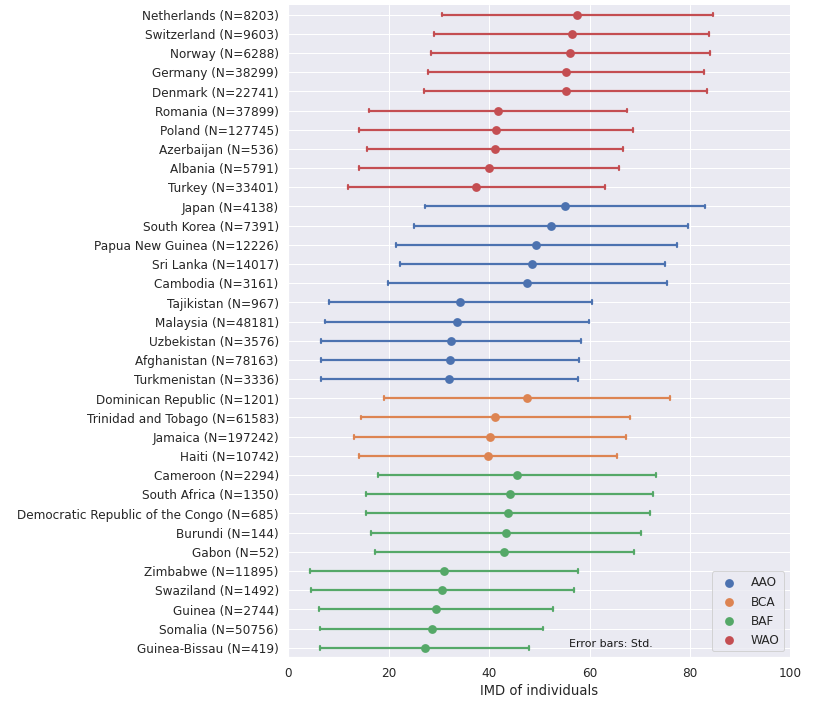 Netherlands (N=8203)
Switzerland (N=9603)
Norway (N=6288)
Germany (N=38299)
Denmark (N=22741)
Romania (N=37899)
Poland (N=127745)
Azerbaijan (N=536)
Albania (N=5791)
Turkey (N=33401)
Japan (N=4138)
South Korea (N=7391)
Papua New Guinea (N=12226)
Sri Lanka (N=14017)
Cambodia (N=3161)
Tajikistan (N=967)
Malaysia (N=48181)
Uzbekistan (N=3576)
Afghanistan (N=78163)
Turkmenistan (N=3336)
Dominican Republic (N=1201)
Trinidad and Tobago (N=61583)
Jamaica (N=197242)
Haiti (N=10742)
Cameroon (N=2294)
South Africa (N=1350)
Democratic Republic of the Congo (N=685)
Burundi (N=144)
Gabon (N=52)
Zimbabwe (N=11895)
Swaziland (N=1492)
Guinea (N=2744)
Somalia (N=50756)
Guinea-Bissau (N=419)
Error bars: Std.
AAO
BCA
BAF
WAO
0 20 40 60 80 100
IMD of individuals